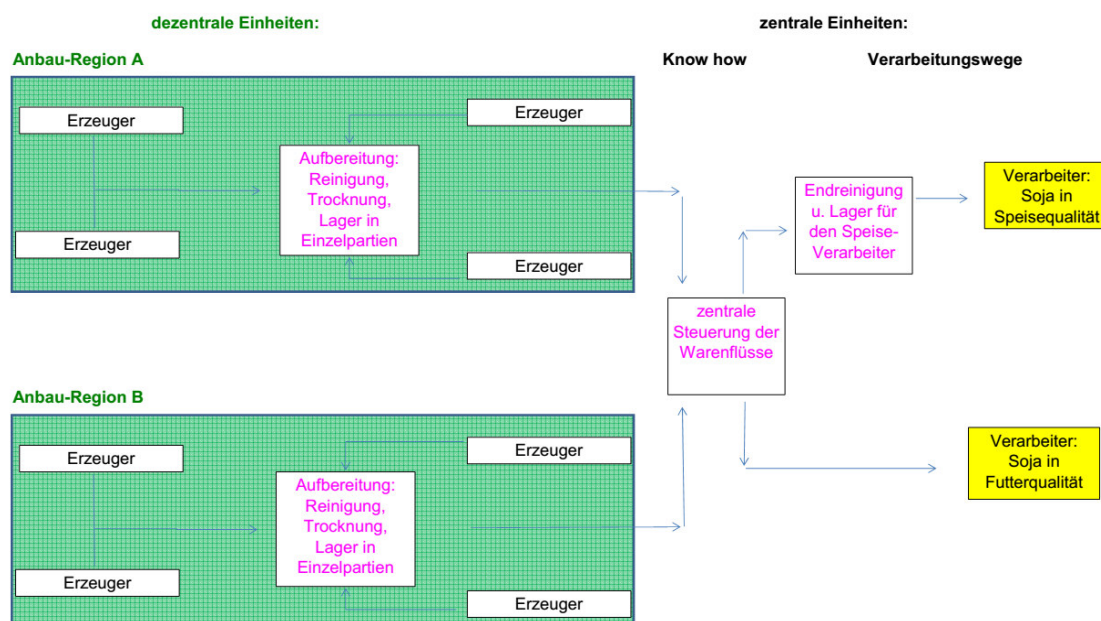 dezentrale Einheiten:
zentrale Einheiten:
Anbau-Region A
Know how
Verarbeitungswege
Erzeuger
Erzeuger
Aufbereitung:
Reinigung,
Trocknung,
Lager in
Einzelpartien
Erzeuger
Erzeuger
Endreinigung
u. Lager für
den Speise-
Verarbeiter
Verarbeiter:
Soja in
Speisequalität
zentrale
Steuerung der
Warenflüsse
Anbau-Region B
Erzeuger
Erzeuger
Aufbereitung:
Reinigung,
Trocknung,
Lager in
Einzelpartien
Erzeuger
Erzeuger
Verarbeiter:
Soja in
Futterqualität